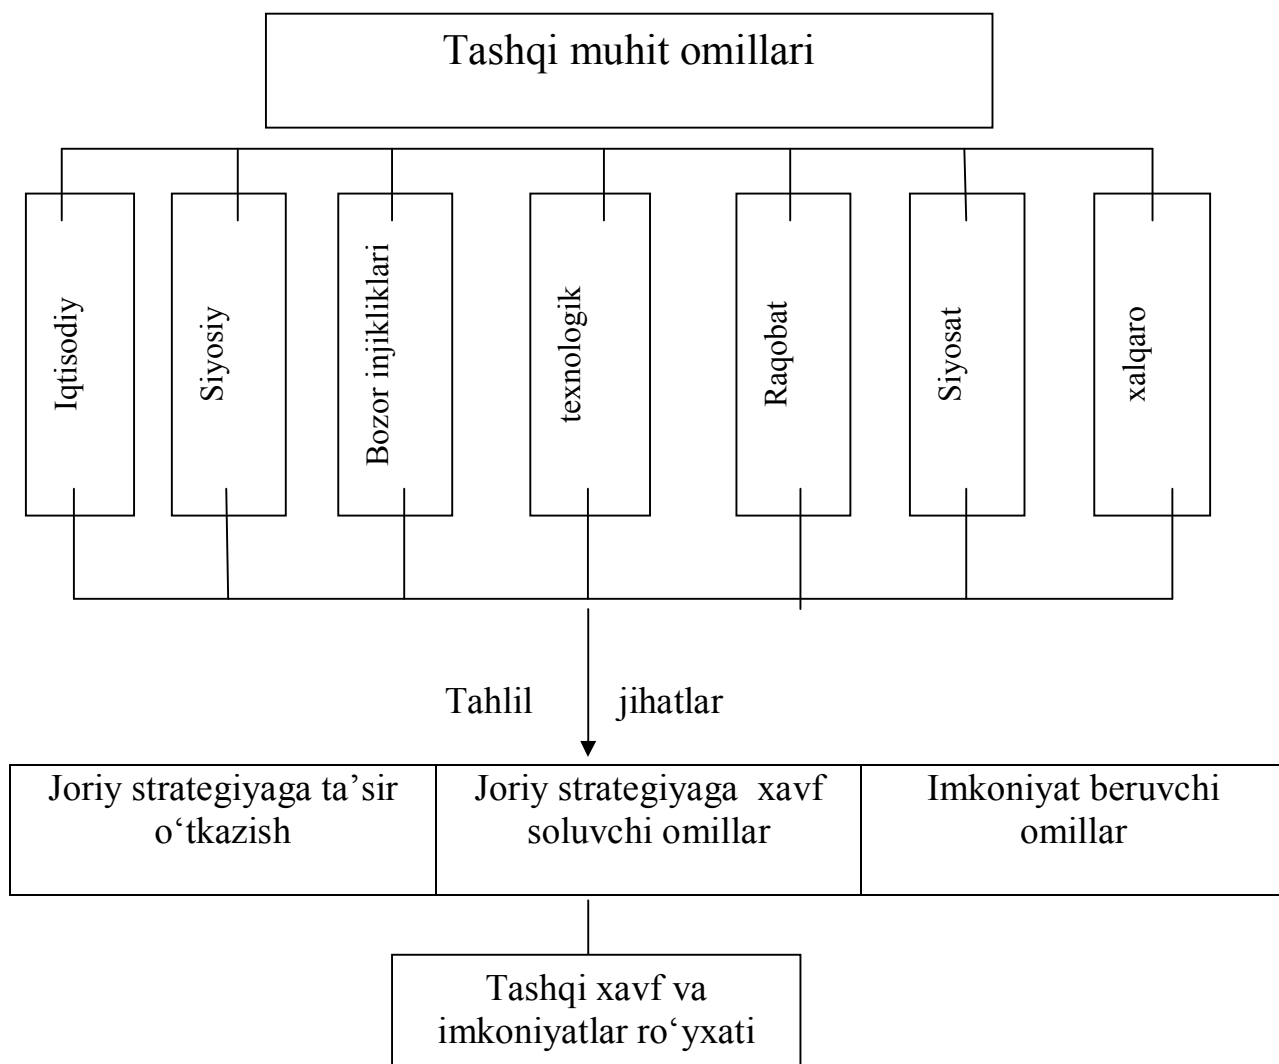 Tashqi muhit omillari
Iqtisodiy
Siyosiy
Bozor injikliklari
texnologik
Raqobat
Siyosat
xalqaro
Tahlil jihatlar
Joriy strategiyaga ta’sir
o‘tkazish
Joriy strategiyaga xavf
soluvchi omillar
Imkoniyat beruvchi
omillar
Tashqi xavf va
imkoniyatlar ro‘yxati